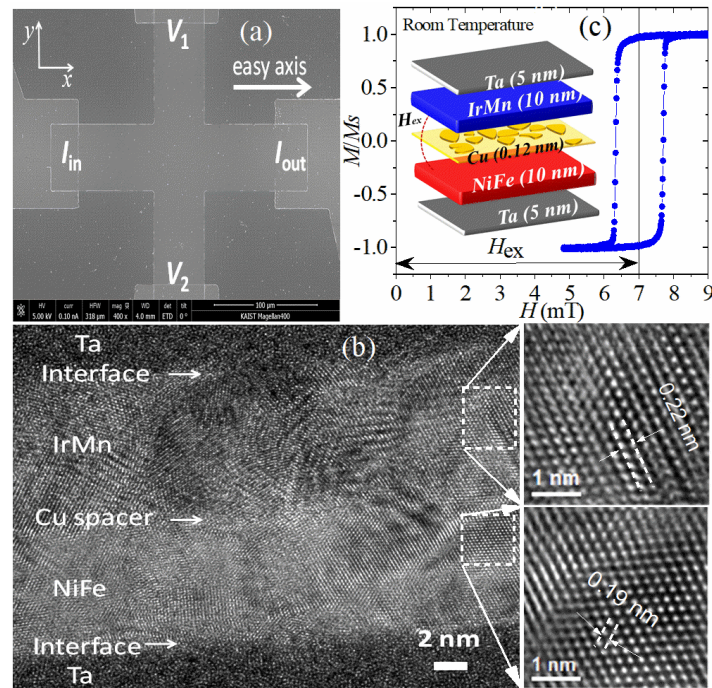 (a)
y
x
V1
easy axis
Iin
Iout
V2
HV curr HFW mag WD det tilt
5.00 kV 0.10 nA 318 µm 400 x 4.0 mm ETD 0 °
100 µm
KAIST Magellan400
(c)
Room Temperature
Ta (5 nm)
IrMn (10 nm)
Hex
Cu (0.12 nm)
NiFe (10 nm)
Ta (5 nm)
M/Ms
1.0
0.5
0.0
-0.5
-1.0
Hex
0 1 2 3 4 5 6 7 8 9
H (mT)
(b)
Ta
Interface
IrMn
Cu spacer
NiFe
Interface
Ta
2 nm
0.22 nm
1 nm
0.19 nm
1 nm